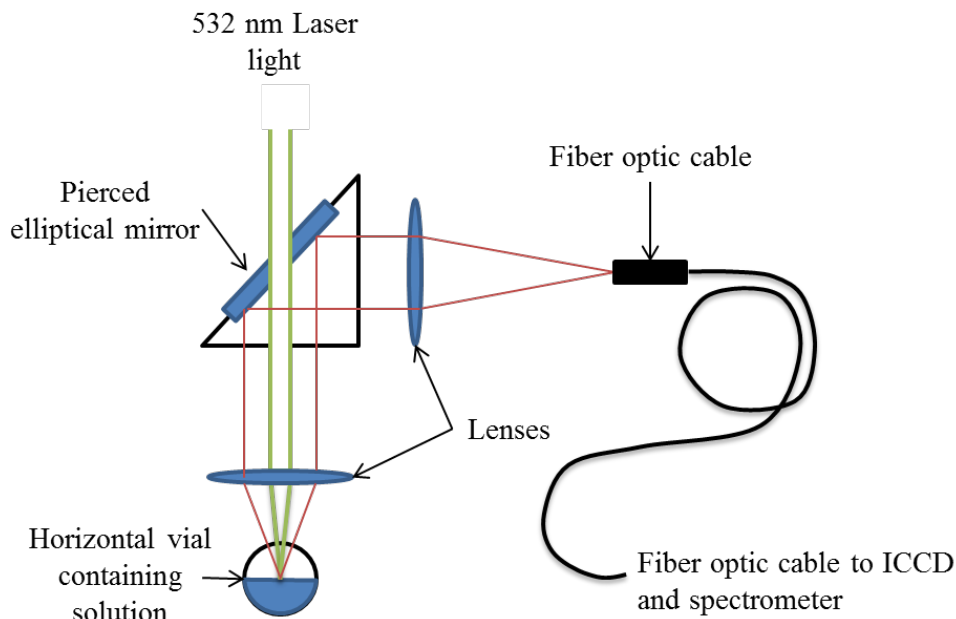 532 nm Laser
light
Pierced
elliptical mirror
Fiber optic cable
Lenses
Horizontal vial
containing
solution
Fiber optic cable to ICCD
and spectrometer